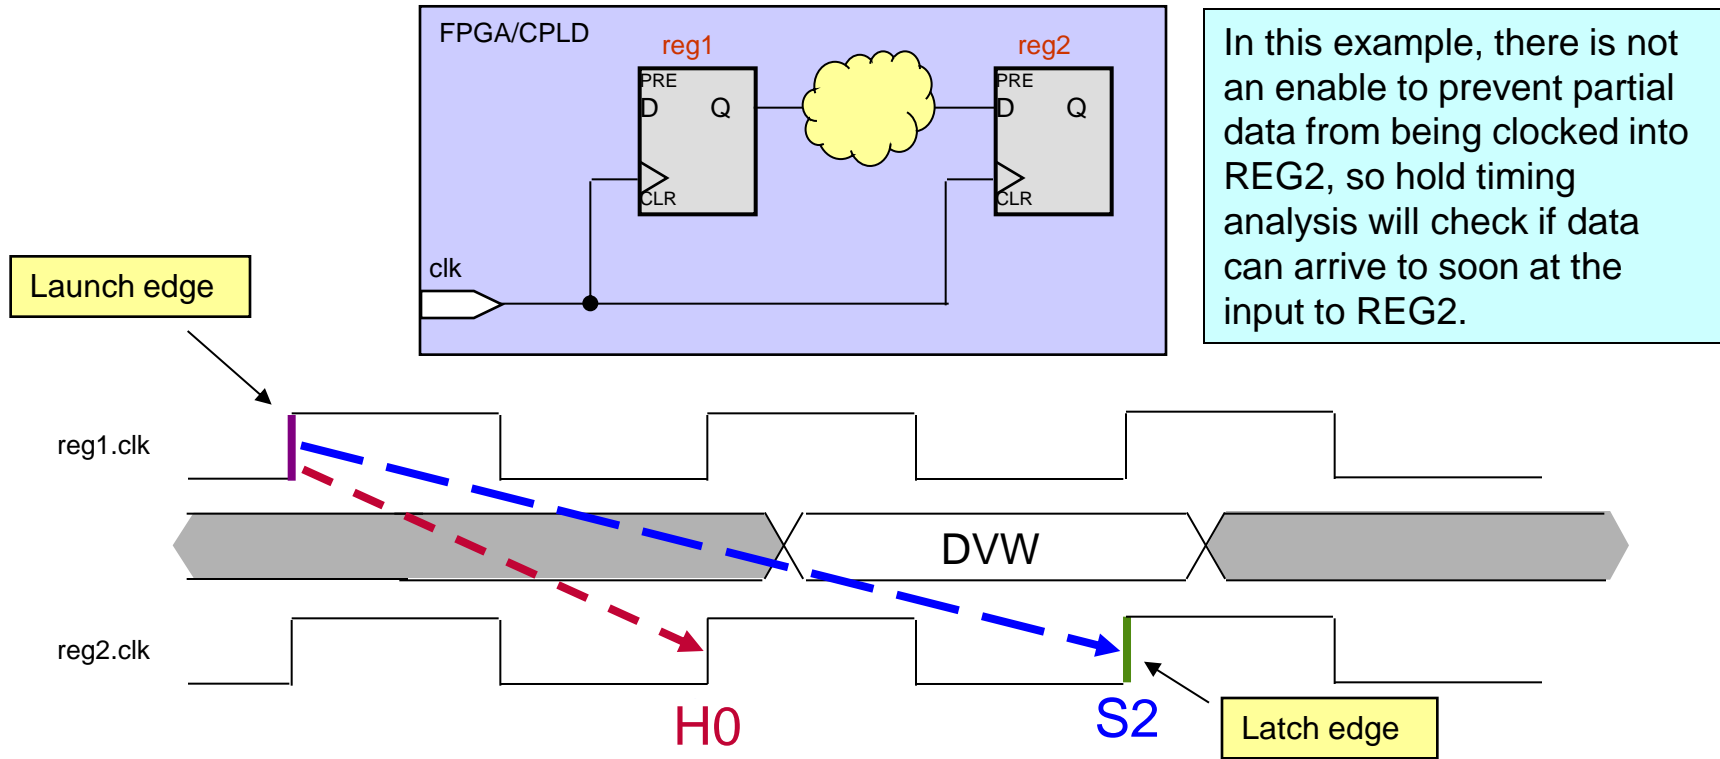 FPGA/CPLD
reg1
reg2
PRE
D Q
CLR
PRE
D Q
CLR
clk
In this example, there is not
an enable to prevent partial
data from being clocked into
REG2, so hold timing
analysis will check if data
can arrive to soon at the
input to REG2.
Launch edge
reg1.clk
DVW
reg2.clk
H0
S2
Latch edge